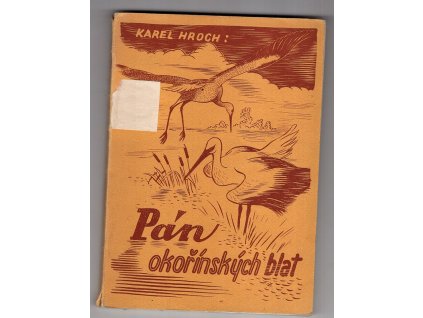 KAREL HROCH:
Pán
okořínských blat